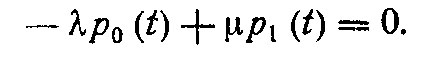 — λp₀ (t) + μp₁ (t) = 0.